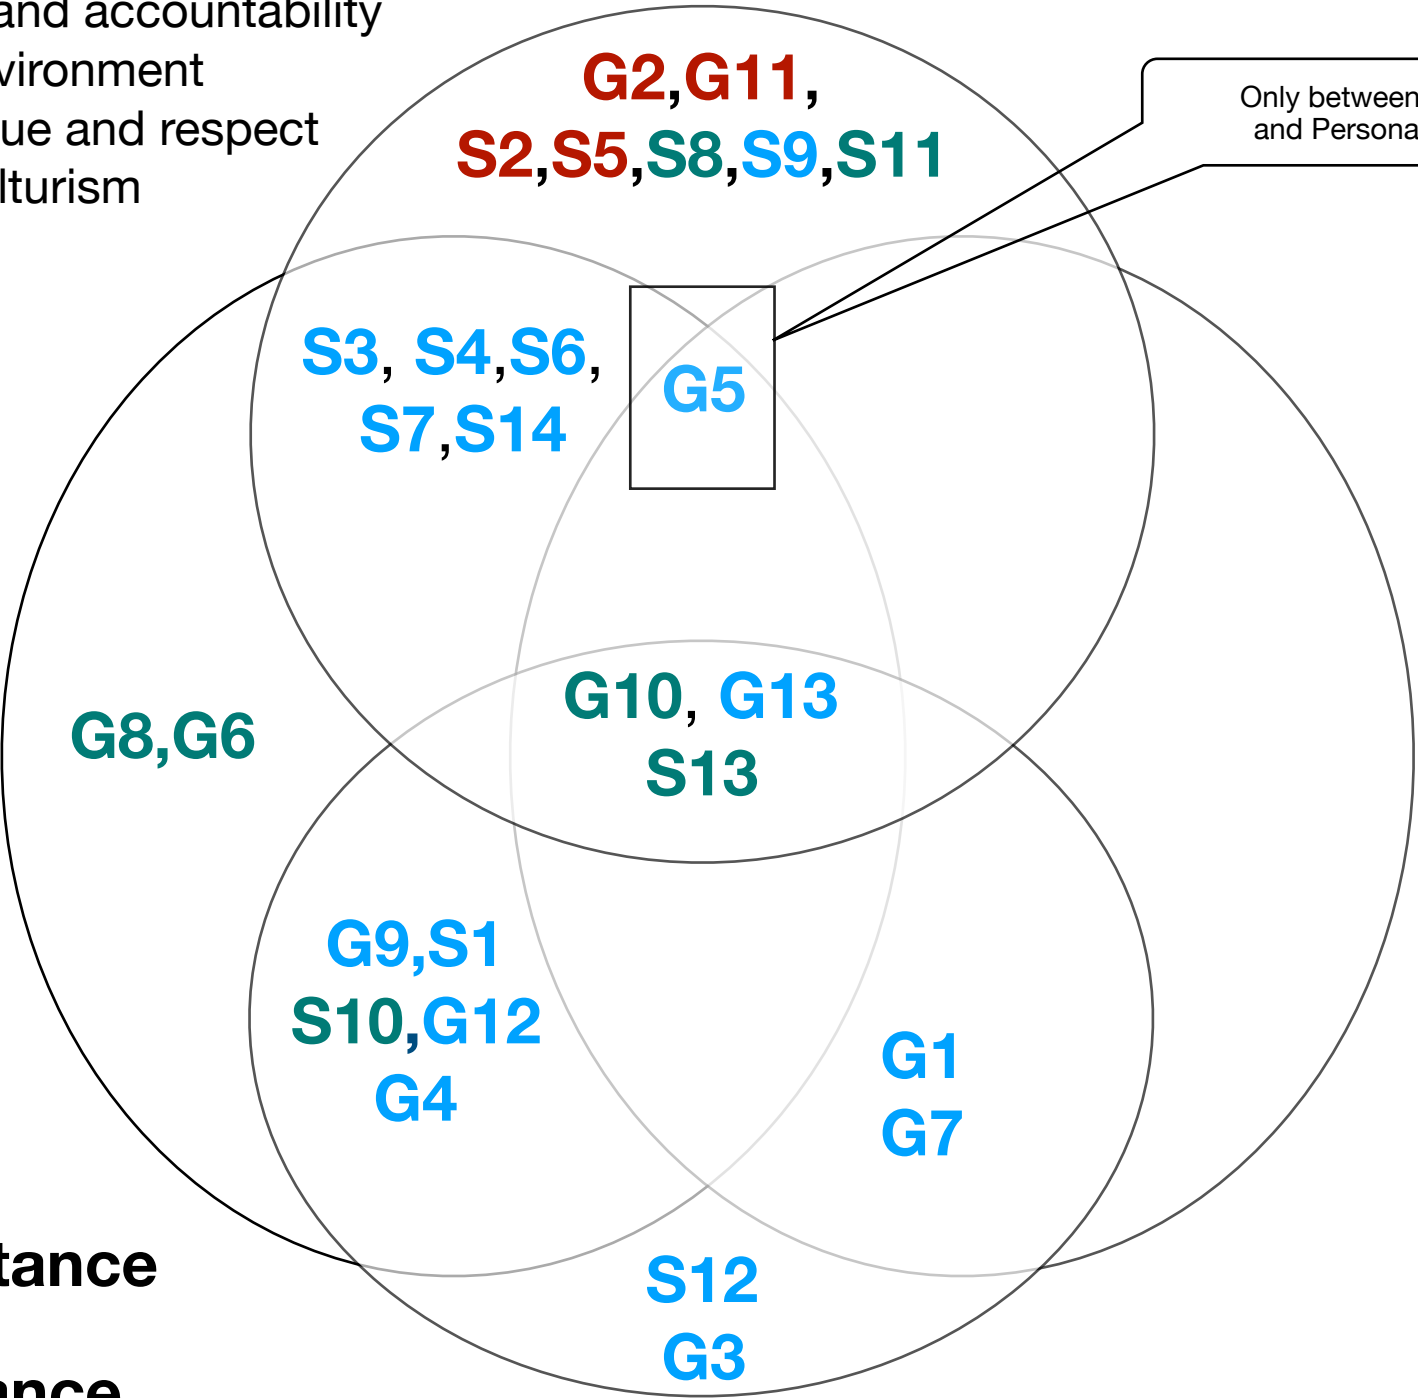 and accountability
vironment
ue and respect
lturism
G2,G11,
S2,S5,S8,S9,S11
Only between
and Persona
S3, S4,S6,
S7,S14
G5
G10, G13
S13
G8,G6
G9,S1
S10,G12
G4
G1
G7
tance
S12
G3
ance